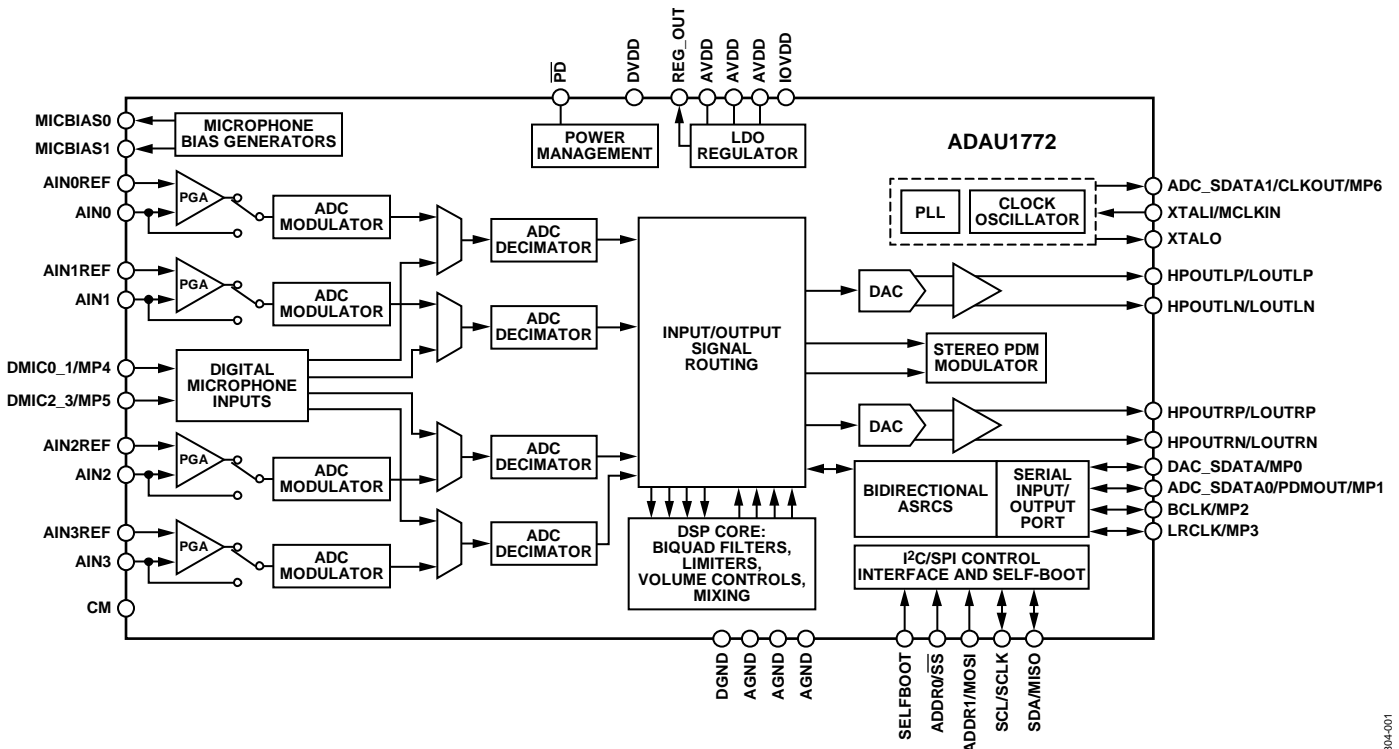 PD
DVDD
REG_OUT
AVDD
AVDD
AVDD
IOVDD
MICBIAS0
MICBIAS1
MICROPHONE
BIAS GENERATORS
POWER
MANAGEMENT
LDO
REGULATOR
ADAU1772
AIN0REF
AIN0
PGA
ADC
MODULATOR
ADC
DECIMATOR
AIN1REF
AIN1
PGA
ADC
MODULATOR
ADC
DECIMATOR
DMIC0_1/MP4
DMIC2_3/MP5
DIGITAL
MICROPHONE
INPUTS
AIN2REF
AIN2
PGA
ADC
MODULATOR
ADC
DECIMATOR
AIN3REF
AIN3
PGA
ADC
MODULATOR
ADC
DECIMATOR
CM
INPUT/OUTPUT
SIGNAL
ROUTING
DSP CORE:
BIQUAD FILTERS,
LIMITERS,
VOLUME CONTROLS,
MIXING
PLL
CLOCK
OSCILLATOR
ADC_SDATA1/CLKOUT/MP6
XTALI/MCLKIN
XTALO
DAC
HPOUTLP/LOUTLP
HPOUTLN/LOUTLN
STEREO PDM
MODULATOR
DAC
HPOUTRP/LOUTRP
HPOUTRN/LOUTRN
BIDIRECTIONAL
ASRCS
SERIAL
INPUT/
OUTPUT
PORT
DAC_SDATA/MP0
ADC_SDATA0/PDMOUT/MP1
BCLK/MP2
LRCLK/MP3
I²C/SPI CONTROL
INTERFACE AND SELF-BOOT
DGND
AGND
AGND
AGND
SELFBOOT
ADDR0/SS
ADDR1/MOSI
SCL/SCLK
SDA/MISO